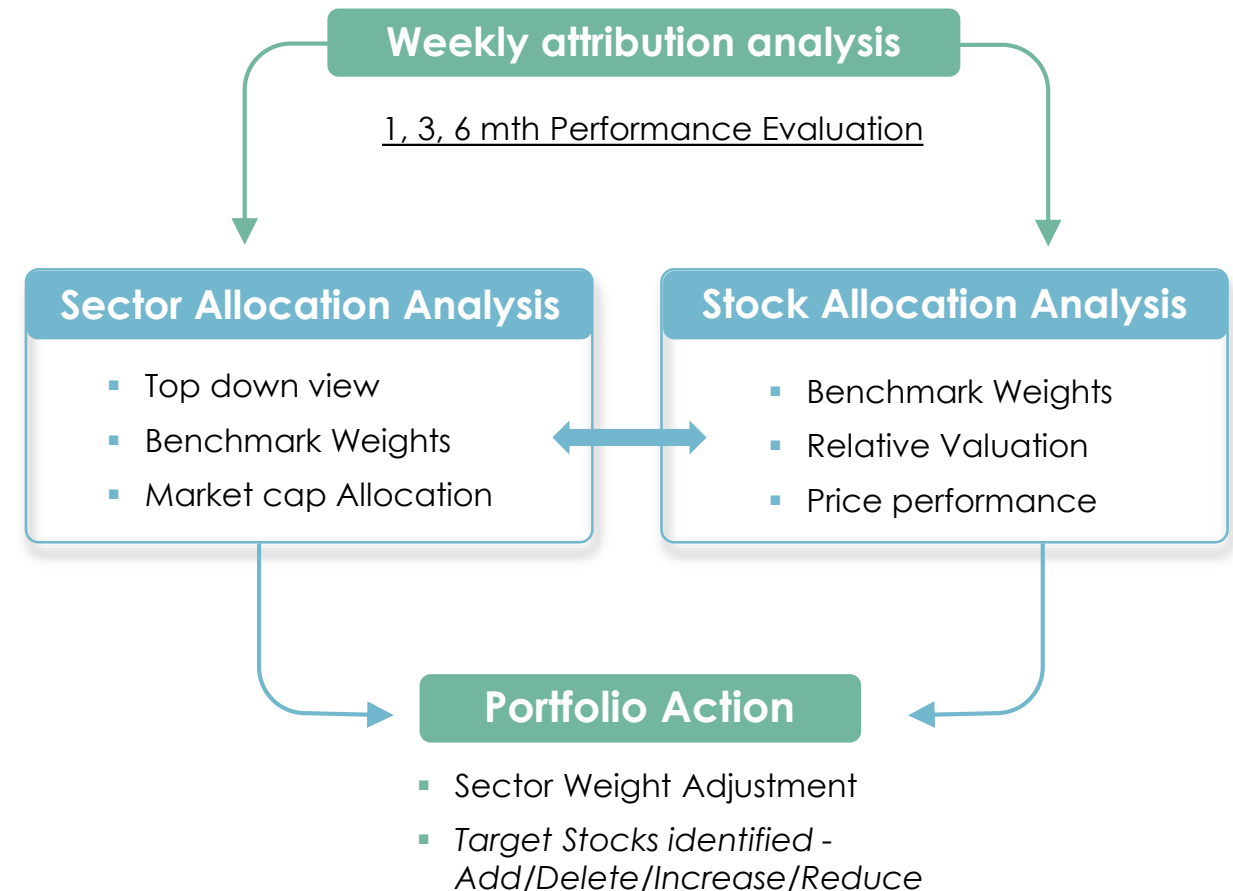 Weekly attribution analysis
1, 3, 6 mth Performance Evaluation
Sector Allocation Analysis
▪ Top down view
▪ Benchmark Weights
▪ Market cap Allocation
Stock Allocation Analysis
▪ Benchmark Weights
▪ Relative Valuation
▪ Price performance
Portfolio Action
▪ Sector Weight Adjustment
▪ Target Stocks identified -
Add/Delete/Increase/Reduce